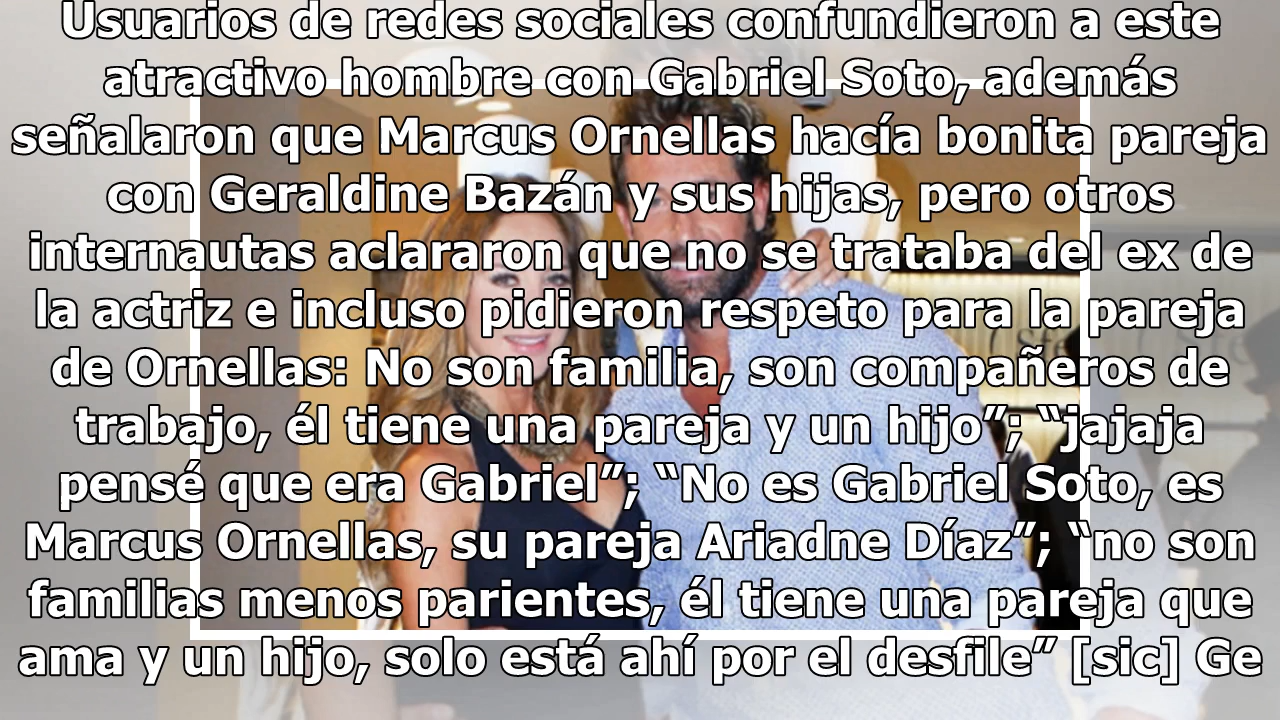 Usuarios de redes sociales confundieron a este
atractivo hombre con Gabriel Soto, además
señalaron que Marcus Ornellas hacía bonita pareja
con Geraldine Bazán y sus hijas, pero otros
internautas aclararon que no se trataba del ex de
la actriz e incluso pidieron respeto para la pareja
de Ornellas: No son familia, son compañeros de
trabajo, él tiene una pareja y un hijo”; “jajaja
pensé que era Gabriel”; “No es Gabriel Soto, es
Marcus Ornellas, su pareja Ariadne Díaz”; “no son
familias menos parientes, él tiene una pareja que
ama y un hijo, solo está ahí por el desfile” [sic] Ge